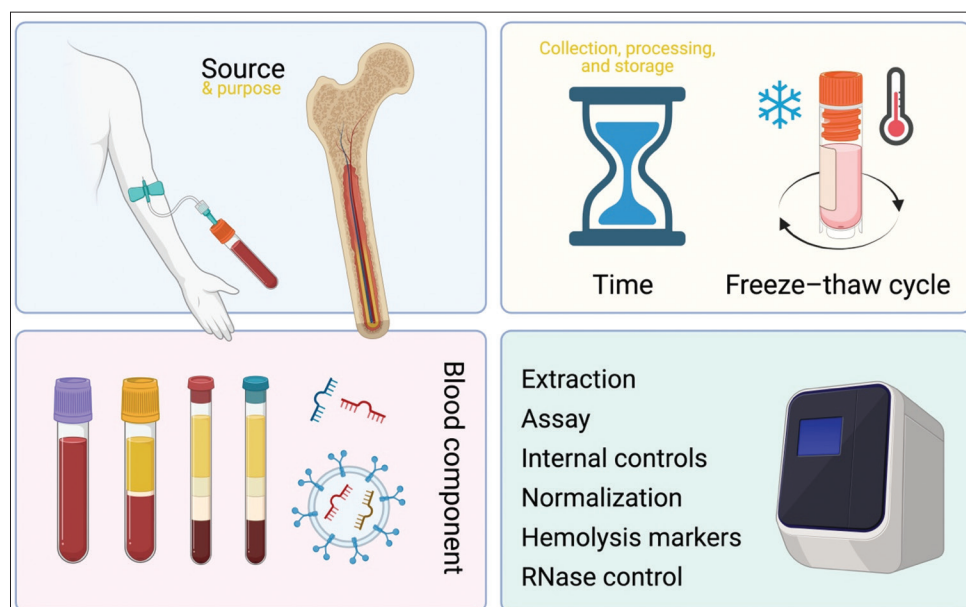 Source
& purpose
Collection, processing,
and storage
Time
Freeze–thaw cycle
Blood component
Extraction
Assay
Internal controls
Normalization
Hemolysis markers
RNase control